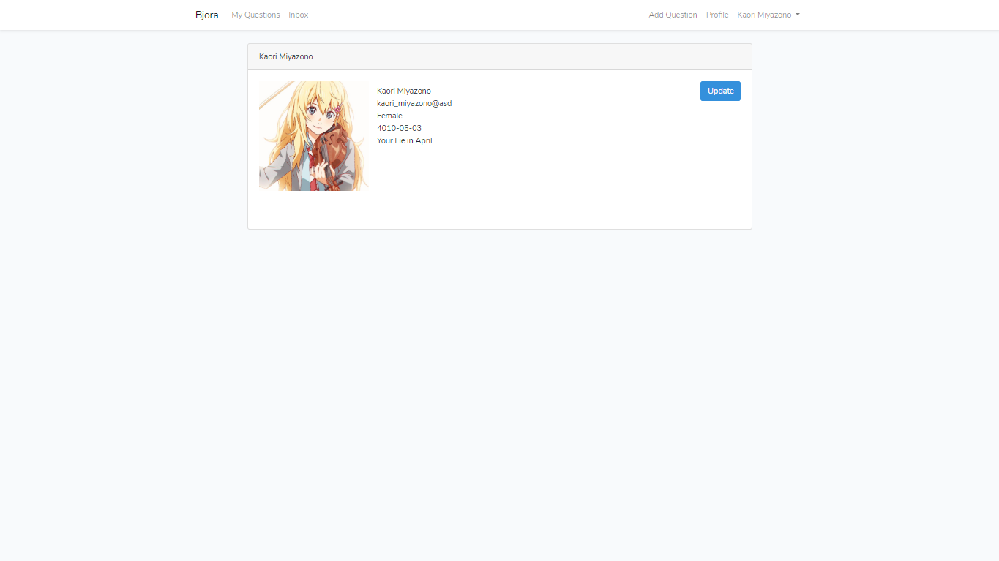 Bjora My Questions Inbox Add Question Profile Kaori Miyazono
Kaori Miyazono
Kaori Miyazono
Update
kaori_miyazono@asd
Female
4010-05-03
Your Lie in April